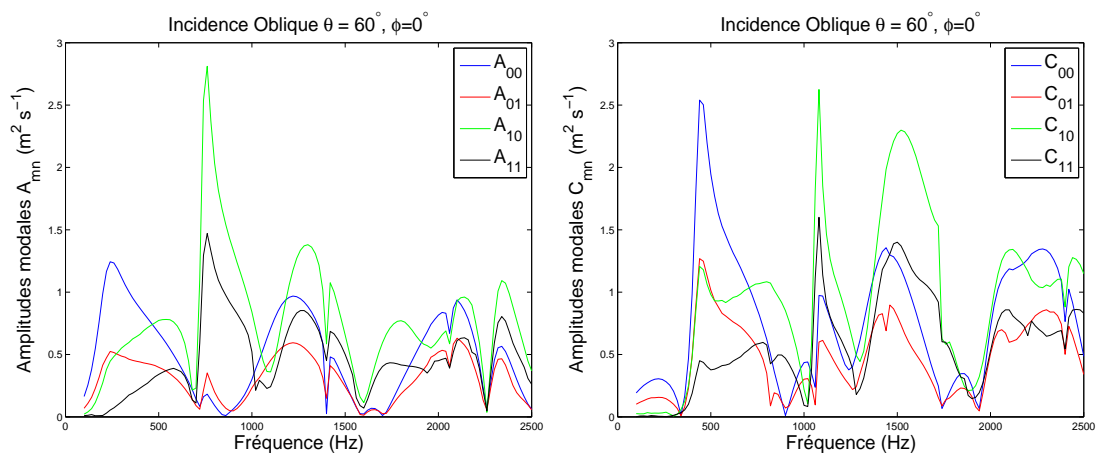 Incidence Oblique θ = 60°, ϕ=0°
Amplitudes modales A_mn (m² s⁻¹)
3
2.5
2
1.5
1
0.5
0
0 500 1000 1500 2000 2500
Fréquence (Hz)
A_00
A_01
A_10
A_11
Incidence Oblique θ = 60°, ϕ=0°
Amplitudes modales C_mn (m² s⁻¹)
3
2.5
2
1.5
1
0.5
0
0 500 1000 1500 2000 2500
Fréquence (Hz)
C_00
C_01
C_10
C_11